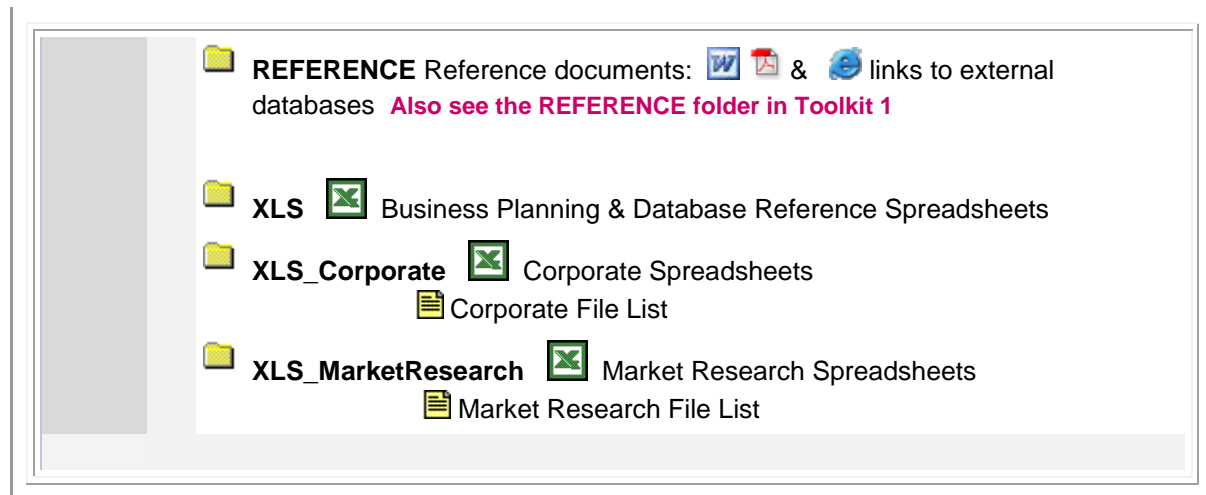 REFERENCE Reference documents: & links to external
databases Also see the REFERENCE folder in Toolkit 1
XLS Business Planning & Database Reference Spreadsheets
XLS_Corporate Corporate Spreadsheets
Corporate File List
XLS_MarketResearch Market Research Spreadsheets
Market Research File List